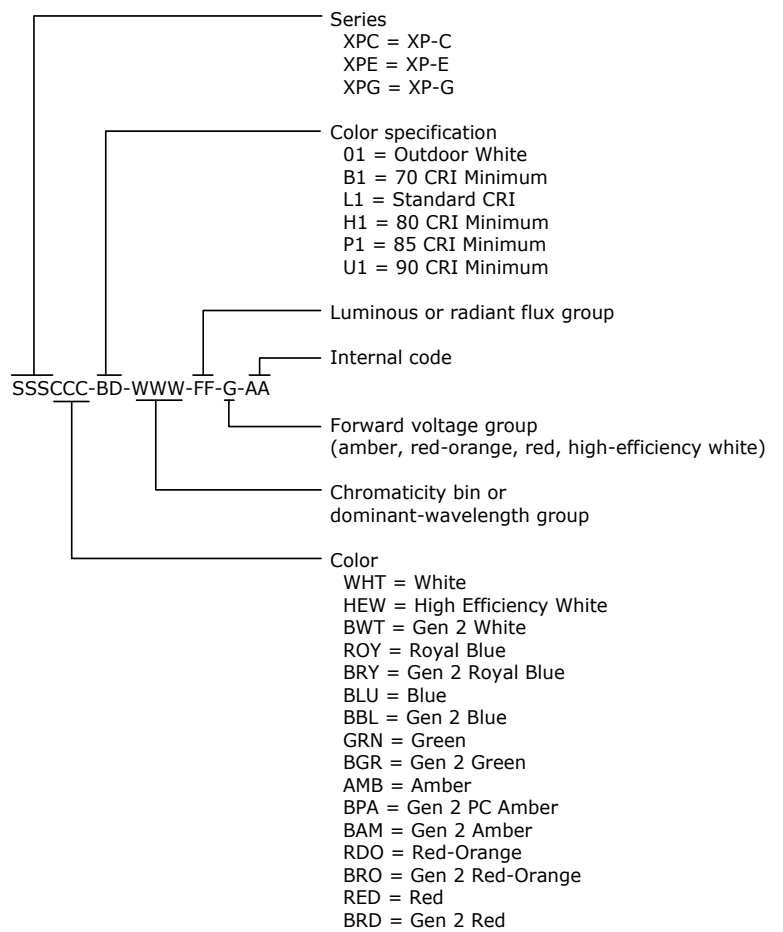 Series
XPC = XP-C
XPE = XP-E
XPG = XP-G
Color specification
01 = Outdoor White
B1 = 70 CRI Minimum
L1 = Standard CRI
H1 = 80 CRI Minimum
P1 = 85 CRI Minimum
U1 = 90 CRI Minimum
Luminous or radiant flux group
Internal code
SSSCCC-BD-WWW-FF-G-AA
Forward voltage group
(amber, red-orange, red, high-efficiency white)
Chromaticity bin or
dominant-wavelength group
Color
WHT = White
HEW = High Efficiency White
BWT = Gen 2 White
ROY = Royal Blue
BRY = Gen 2 Royal Blue
BLU = Blue
BBL = Gen 2 Blue
GRN = Green
BGR = Gen 2 Green
AMB = Amber
BPA = Gen 2 PC Amber
BAM = Gen 2 Amber
RDO = Red-Orange
BRO = Gen 2 Red-Orange
RED = Red
BRD = Gen 2 Red